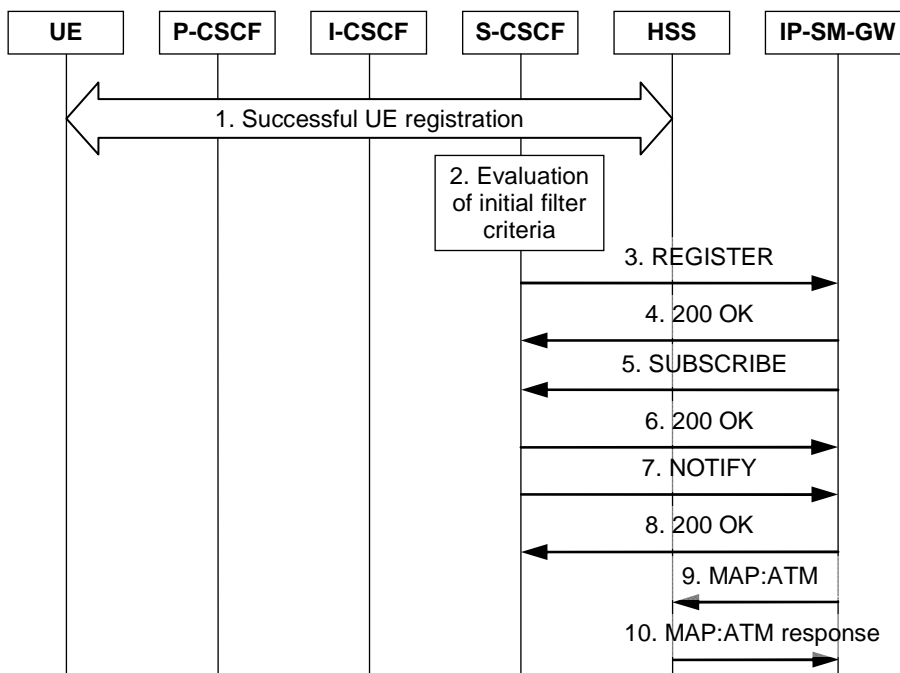 UE
P-CSCF
I-CSCF
S-CSCF
HSS
IP-SM-GW
1. Successful UE registration
2. Evaluation
of initial filter
criteria
3. REGISTER
4. 200 OK
5. SUBSCRIBE
6. 200 OK
7. NOTIFY
8. 200 OK
9. MAP:ATM
10. MAP:ATM response